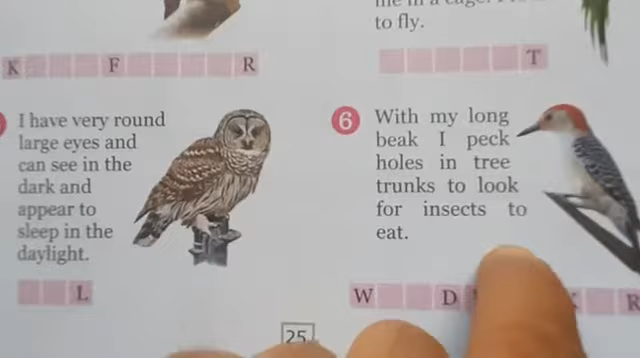 to fly.
K F R
T
I have very round
large eyes and
can see in the
dark and
appear to
sleep in the
daylight.
L
6
With my long
beak I peck
holes in tree
trunks to look
for insects to
eat.
W D R
25